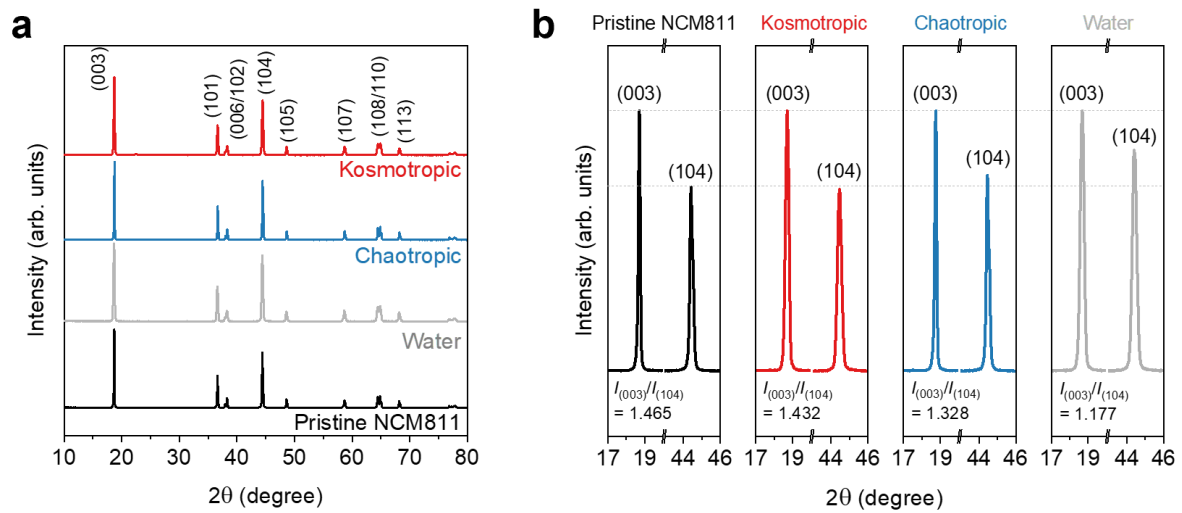 a
Intensity (arb. units)
(003)
(101)
(006/102)
(104)
(105)
(107)
(108/110)
(113)
Kosmotropic
Chaotropic
Water
Pristine NCM811
10 20 30 40 50 60 70 80
2θ (degree)
b
Pristine NCM811 Kosmotropic Chaotropic Water
Intensity (arb. units)
(003) (003) (003) (003)
(104) (104) (104) (104)
I(003)/I(104) I(003)/I(104) I(003)/I(104) I(003)/I(104)
= 1.465 = 1.432 = 1.328 = 1.177
17 19 44 46 17 19 44 46 17 19 44 46 17 19 44 46
2θ (degree)